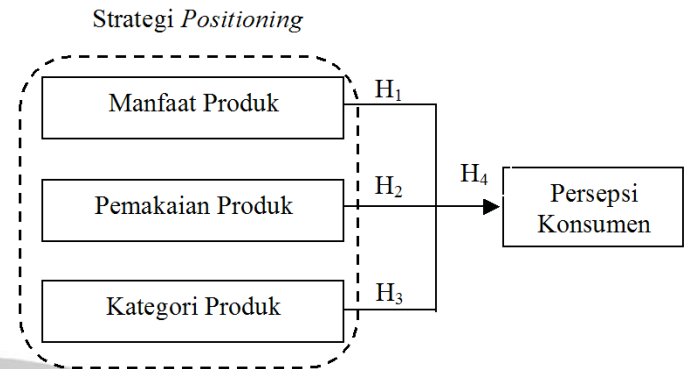 Strategi Positioning
Manfaat Produk
H₁
Pemakaian Produk
H₂
H₄
Persepsi
Konsumen
Kategori Produk
H₃